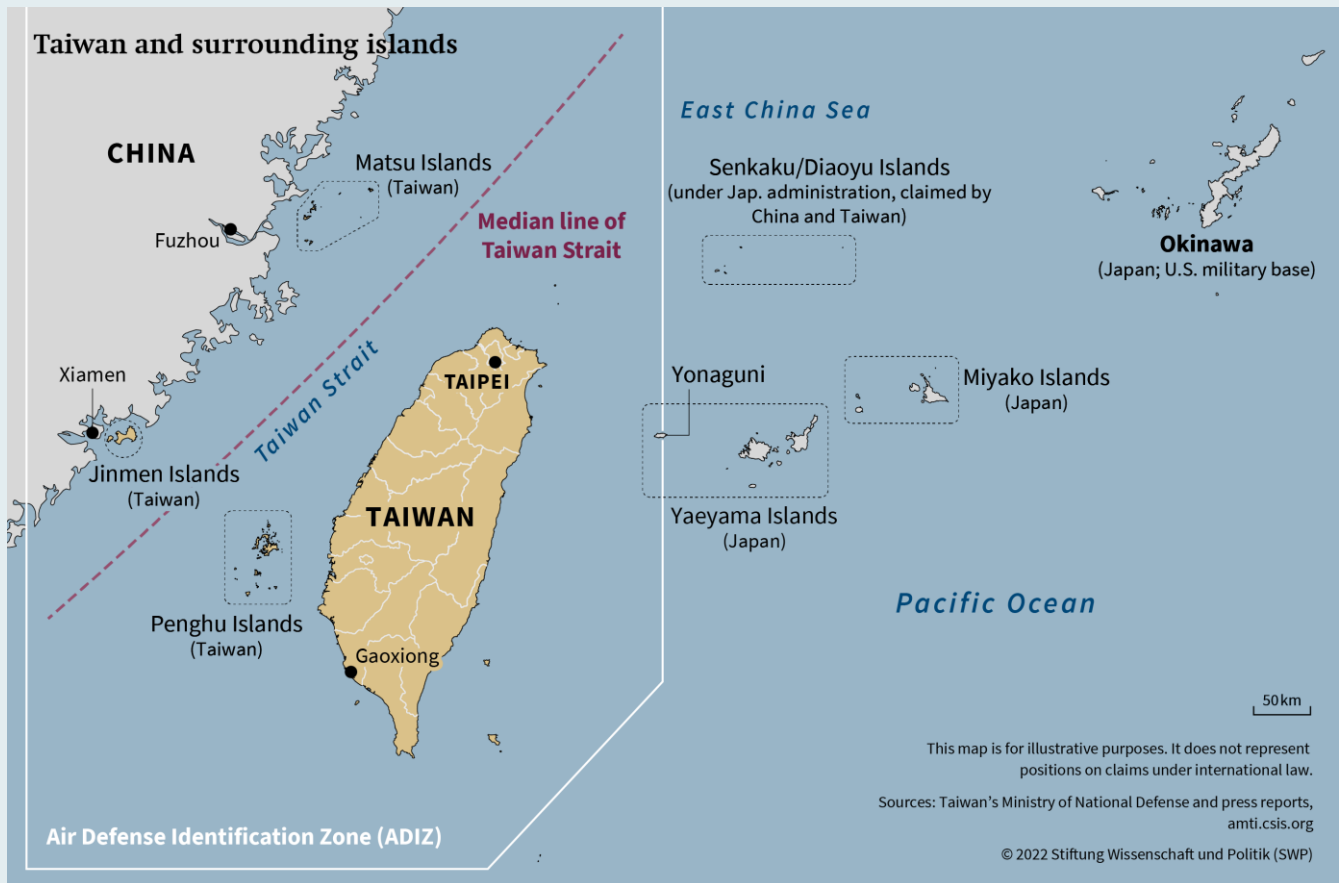 Taiwan and surrounding islands
East China Sea
CHINA
Matsu Islands
(Taiwan)
Senkaku/Diaoyu Islands
(under Jap. administration, claimed by
China and Taiwan)
Median line of
Taiwan Strait
Fuzhou
Okinawa
(Japan; U.S. military base)
Xiamen
Taiwan Strait
TAIPEI
Yonaguni
Miyako Islands
(Japan)
Jinmen Islands
(Taiwan)
TAIWAN
Yaeyama Islands
(Japan)
Pacific Ocean
Penghu Islands
(Taiwan)
Gaoxiong
50 km
This map is for illustrative purposes. It does not represent
positions on claims under international law.
Sources: Taiwan's Ministry of National Defense and press reports,
amti.csis.org
Air Defense Identification Zone (ADIZ)
© 2022 Stiftung Wissenschaft und Politik (SWP)